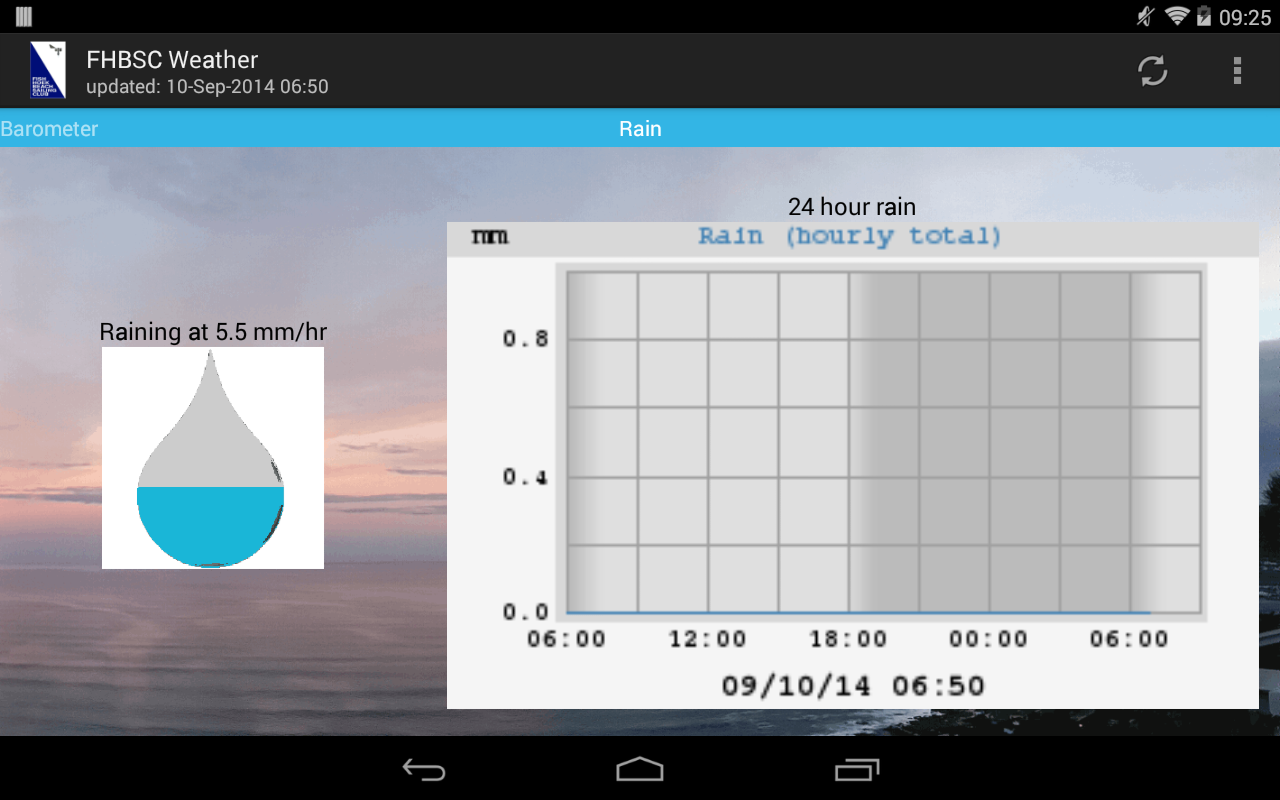 09:25
FHBSC Weather
updated: 10-Sep-2014 06:50
FISH
HOEK
BEACH
SAILING
CLUB
Barometer
Rain
24 hour rain
mm
Rain (hourly total)
Raining at 5.5 mm/hr
0.8
0.4
0.0
06:00 12:00 18:00 00:00 06:00
09/10/14 06:50